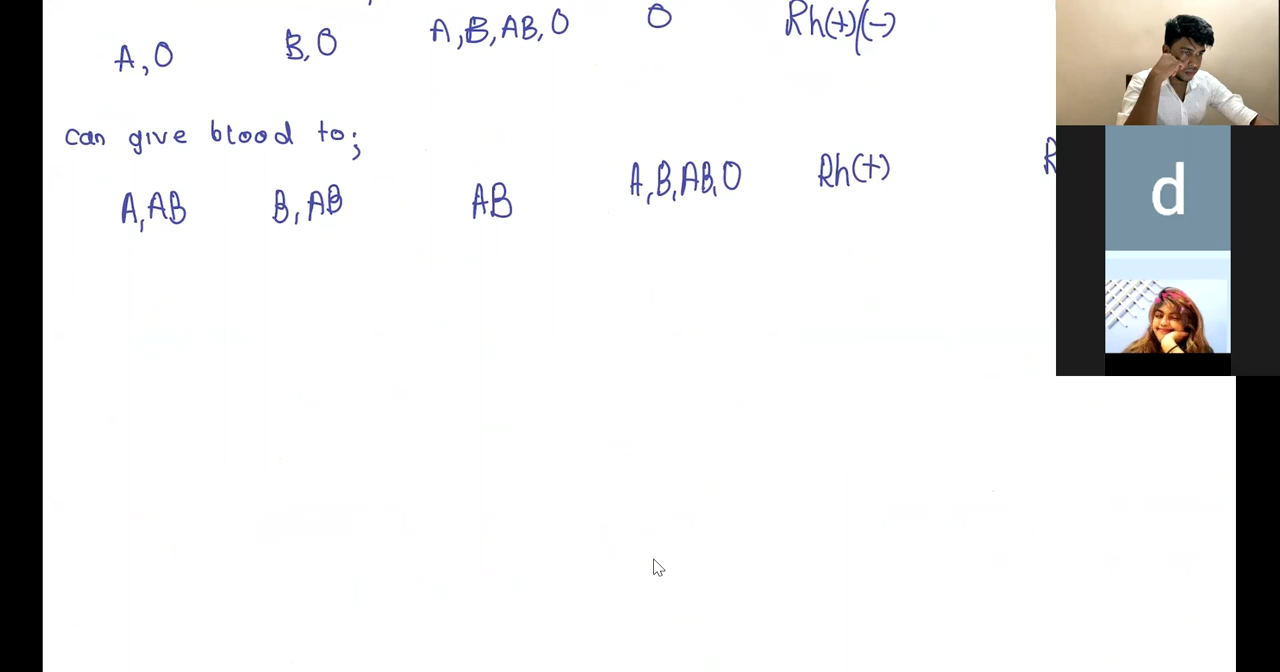 A, O B, O A, B, AB, O O Rh(+)/(-)
can give blood to;
A, AB B, AB AB A, B, AB, O Rh(+) R
d